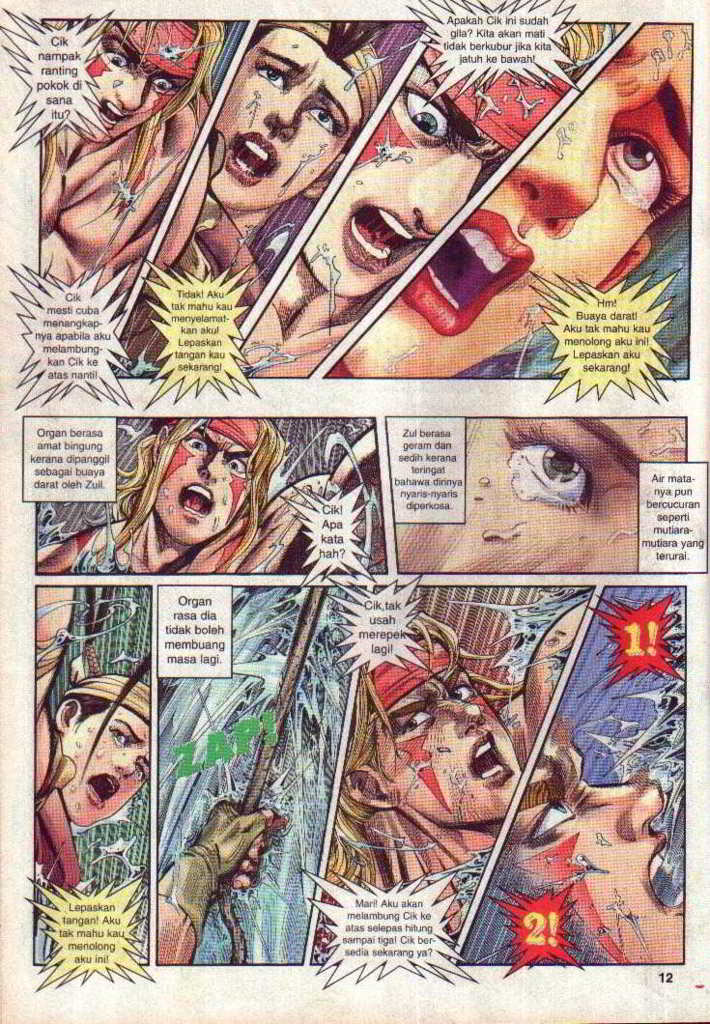 Cik
nampak
ranting
pokok di
sana
itu?
Apakah Cik ini sudah
gila? Kita akan mati
tidak berkubur jika kita
jatuh ke bawah!
Cik
mesti cuba
menangkap-
nya apabila aku
melambung-
kan Cik ke
atas nanti!
Tidak! Aku
tak mahu kau
menyelamat-
kan aku!
Lepaskan
tangan kau
sekarang!
Hm!
Buaya darat!
Aku tak mahu kau
menolong aku ini!
Lepaskan aku
sekarang!
Organ berasa
amat bingung
kerana dipanggil
sebagai buaya
darat oleh Zull.
Cik!
Apa
kata
hah?
Zul berasa
geram dan
sedih kerana
teringat
bahawa dirinya
nyaris-nyaris
diperkosa.
Air mata-
nya pun
bercucuran
seperti
mutiara-
mutiara yang
terurai.
Lepaskan
tangan! Aku
tak mahu kau
menolong
aku ini!
Organ
rasa dia
tidak boleh
membuang
masa lagi.
ZAP!
Cik,tak
usah
merepek
lagi!
Mari! Aku akan
melambung Cik ke
atas selepas hitung
sampai tiga! Cik ber-
sedia sekarang ya?
1!
2!
12